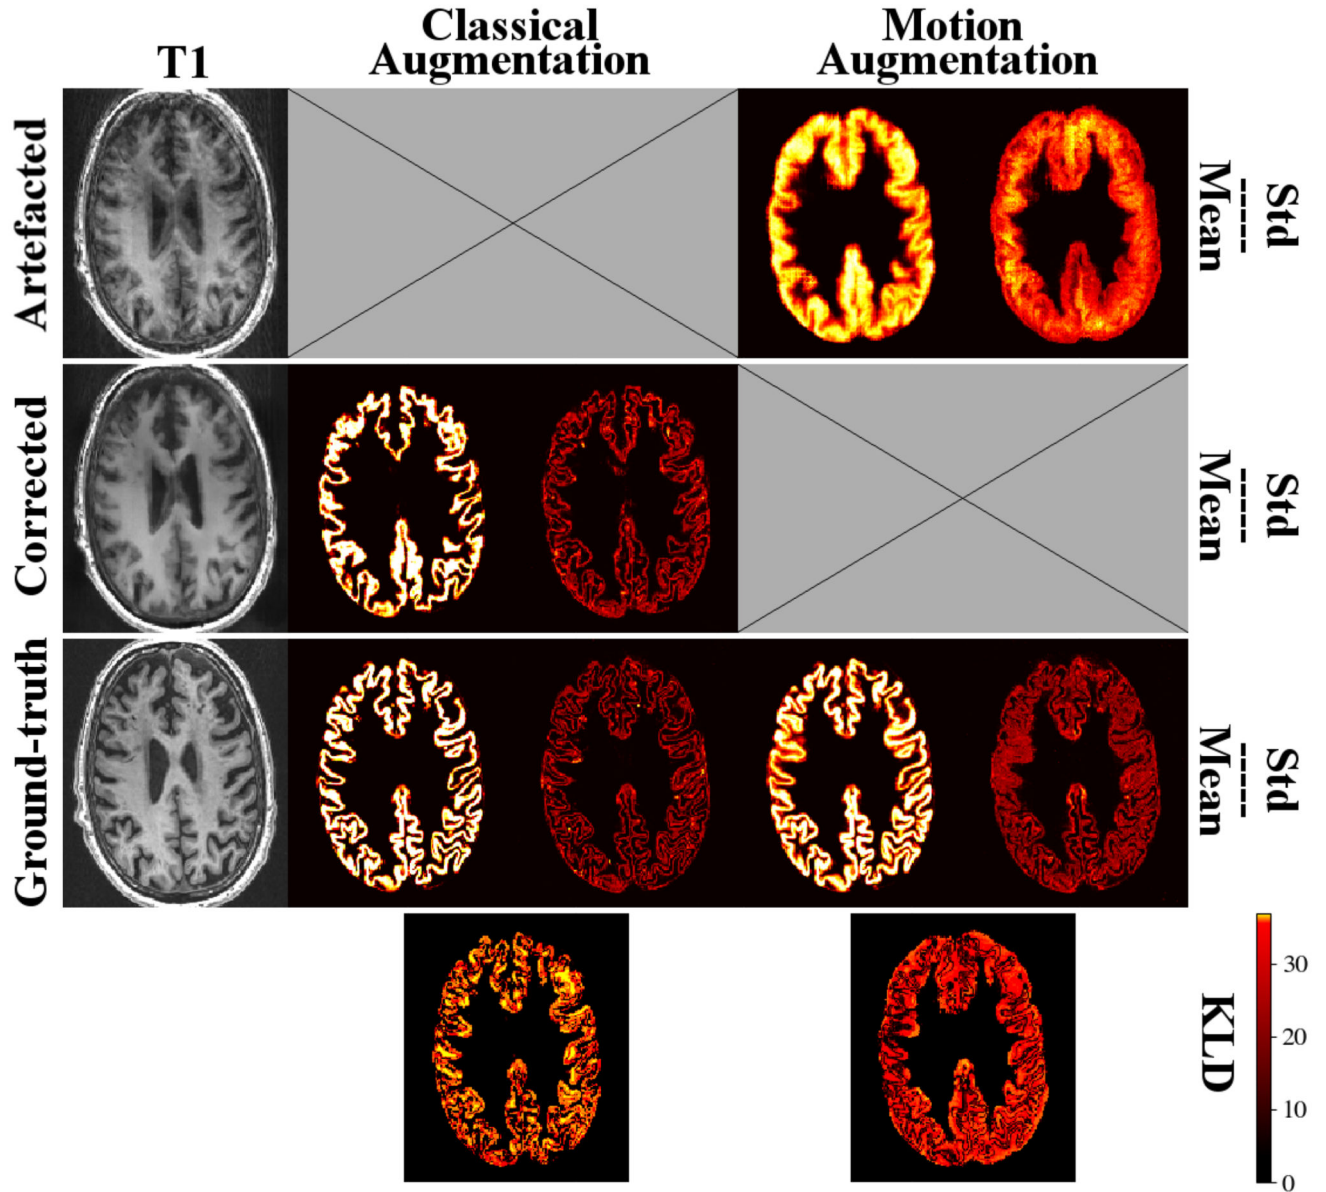 T1
Classical
Augmentation
Motion
Augmentation
Artefacted
Mean
Std
Corrected
Mean
Std
Ground-truth
Mean
Std
KLD
30
20
10
0